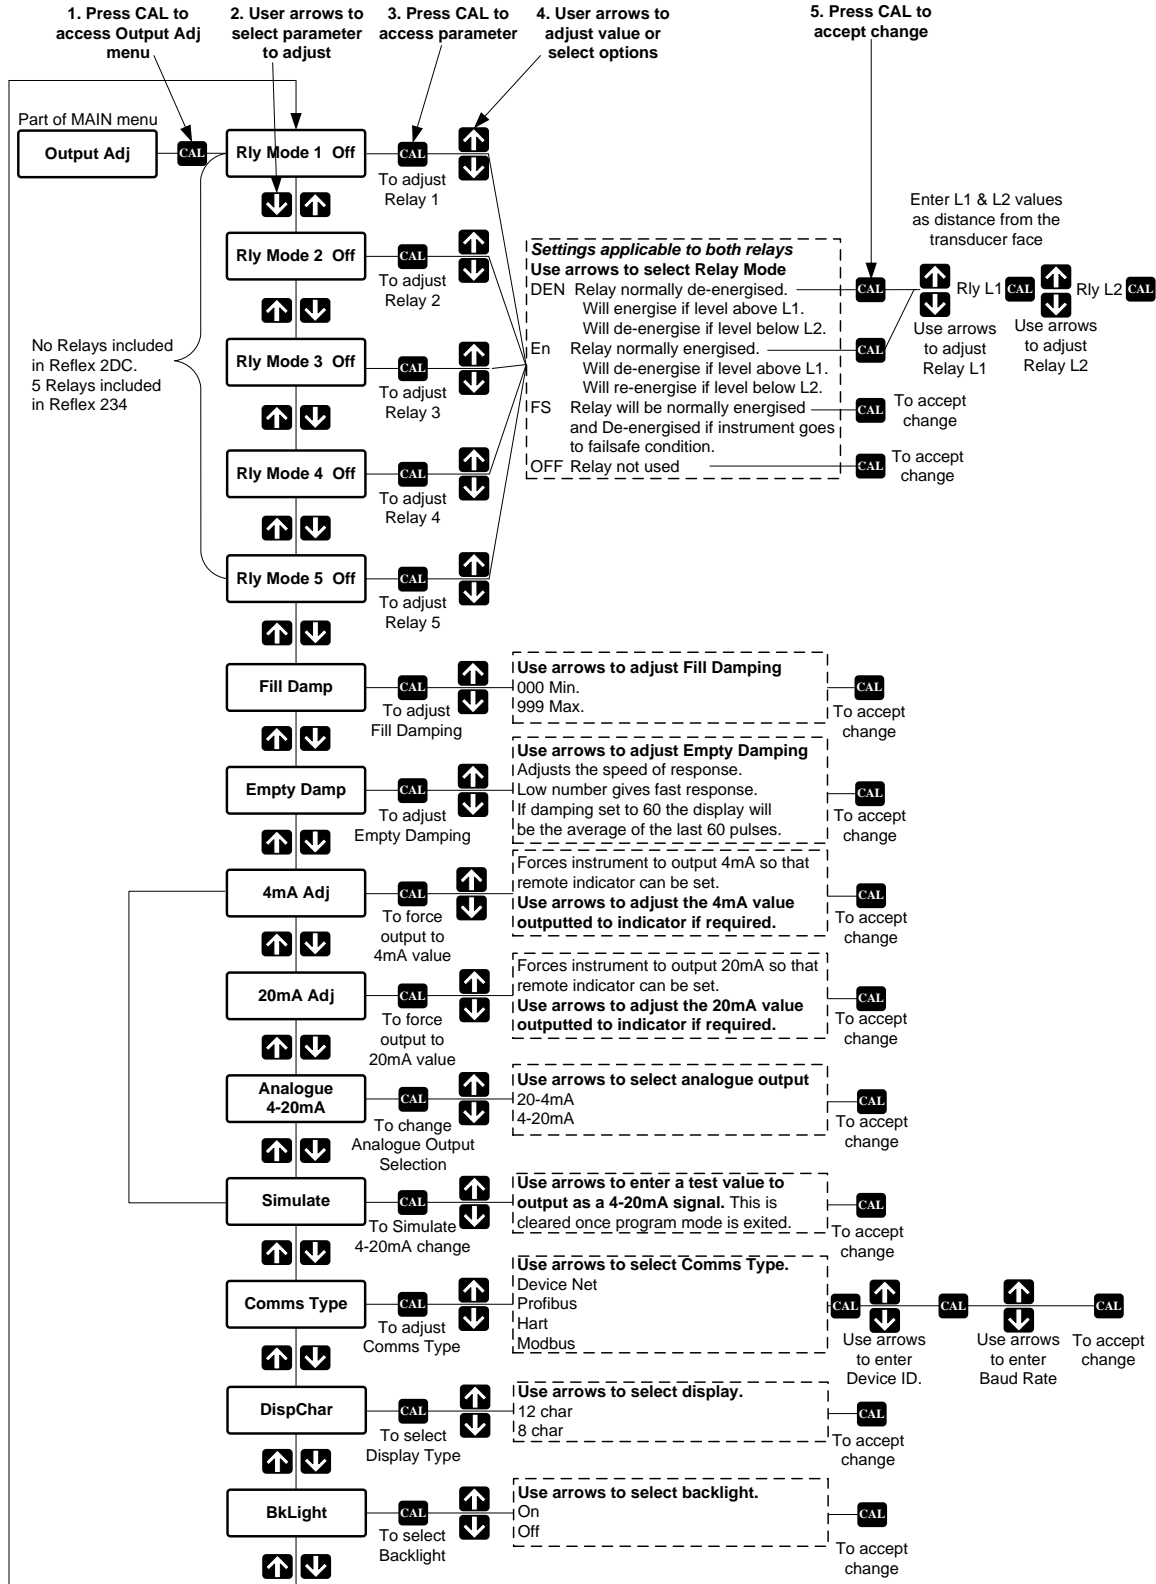 1. Press CAL to
access Output Adj
menu
2. User arrows to
select parameter
to adjust
3. Press CAL to
access parameter
4. User arrows to
adjust value or
select options
5. Press CAL to
accept change
Part of MAIN menu
Output Adj
CAL
Rly Mode 1 Off
CAL
To adjust
Relay 1
Rly Mode 2 Off
CAL
To adjust
Relay 2
No Relays included
in Reflex 2DC.
5 Relays included
in Reflex 234
Rly Mode 3 Off
CAL
To adjust
Relay 3
Rly Mode 4 Off
CAL
To adjust
Relay 4
Rly Mode 5 Off
CAL
To adjust
Relay 5
Settings applicable to both relays
Use arrows to select Relay Mode
DEN Relay normally de-energised.
Will energise if level above L1.
Will de-energise if level below L2.
En Relay normally energised.
Will de-energise if level above L1.
Will re-energise if level below L2.
FS Relay will be normally energised
and De-energised if instrument goes
to failsafe condition.
OFF Relay not used
CAL
CAL
CAL
To accept
change
CAL
To accept
change
Enter L1 & L2 values
as distance from the
transducer face
Rly L1
CAL
Rly L2
CAL
Use arrows
to adjust
Relay L1
Use arrows
to adjust
Relay L2
Fill Damp
CAL
To adjust
Fill Damping
Use arrows to adjust Fill Damping
000 Min.
999 Max.
CAL
To accept
change
Empty Damp
CAL
To adjust
Empty Damping
Use arrows to adjust Empty Damping
Adjusts the speed of response.
Low number gives fast response.
If damping set to 60 the display will
be the average of the last 60 pulses.
CAL
To accept
change
4mA Adj
CAL
To force
output to
4mA value
Forces instrument to output 4mA so that
remote indicator can be set.
Use arrows to adjust the 4mA value
outputted to indicator if required.
CAL
To accept
change
20mA Adj
CAL
To force
output to
20mA value
Forces instrument to output 20mA so that
remote indicator can be set.
Use arrows to adjust the 20mA value
outputted to indicator if required.
CAL
To accept
change
Analogue
4-20mA
CAL
To change
Analogue Output
Selection
Use arrows to select analogue output
20-4mA
4-20mA
CAL
To accept
change
Simulate
CAL
To Simulate
4-20mA change
Use arrows to enter a test value to
output as a 4-20mA signal. This is
cleared once program mode is exited.
CAL
To accept
change
Comms Type
CAL
To adjust
Comms Type
Use arrows to select Comms Type.
Device Net
Profibus
Hart
Modbus
CAL
Use arrows
to enter
Device ID.
CAL
Use arrows
to enter
Baud Rate
CAL
To accept
change
DispChar
CAL
To select
Display Type
Use arrows to select display.
12 char
8 char
CAL
To accept
change
BkLight
CAL
To select
Backlight
Use arrows to select backlight.
On
Off
CAL
To accept
change